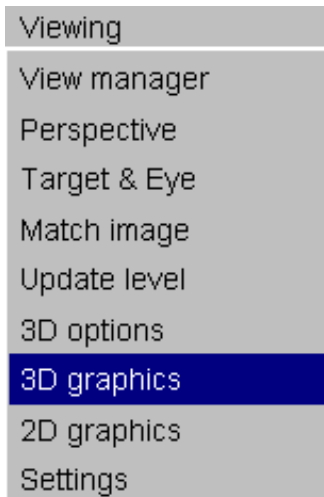 Viewing
View manager
Perspective
Target & Eye
Match image
Update level
3D options
3D graphics
2D graphics
Settings